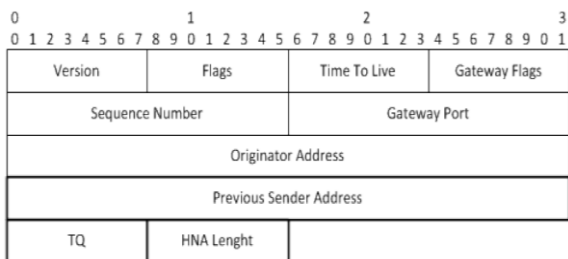 0 1 2 3
0 1 2 3 4 5 6 7 8 9 0 1 2 3 4 5 6 7 8 9 0 1 2 3 4 5 6 7 8 9 0 1
Version Flags Time To Live Gateway Flags
Sequence Number Gateway Port
Originator Address
Previous Sender Address
TQ HNA Lenght